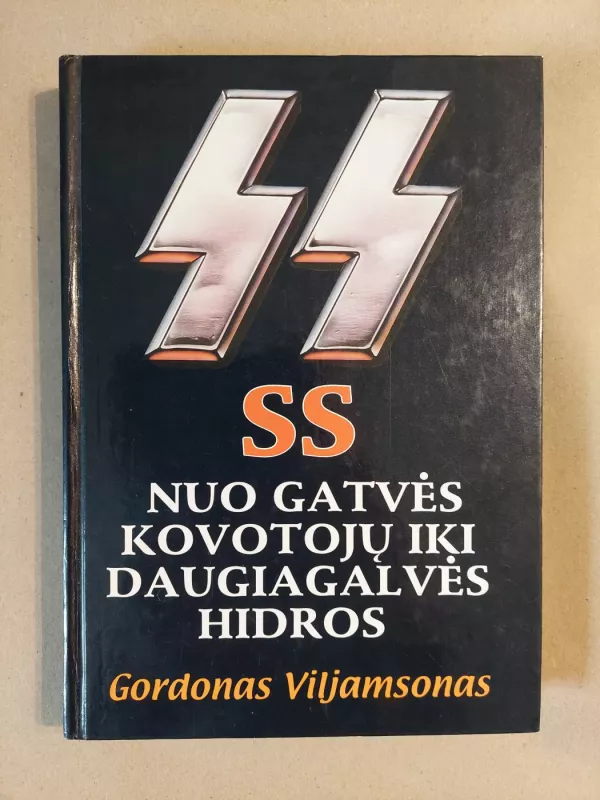 SS
NUO GATVĖS
KOVOTOJŲ IKI
DAUGIAGALVĖS
HIDROS
Gordonas Viljamsonas